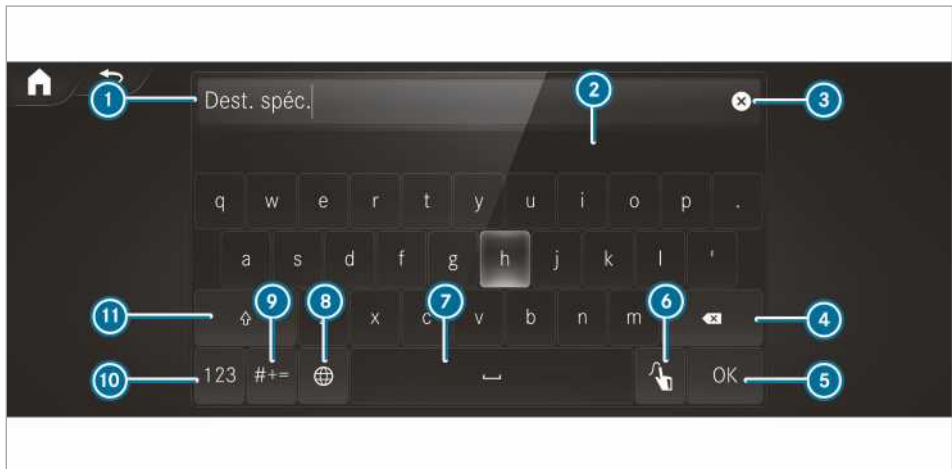 1
Dest. spéc.
2
3
q w e r t y u i o p .
a s d f g h j k l '
11
9
8
7
6
x c v b n m
4
10
123 #+= OK
5